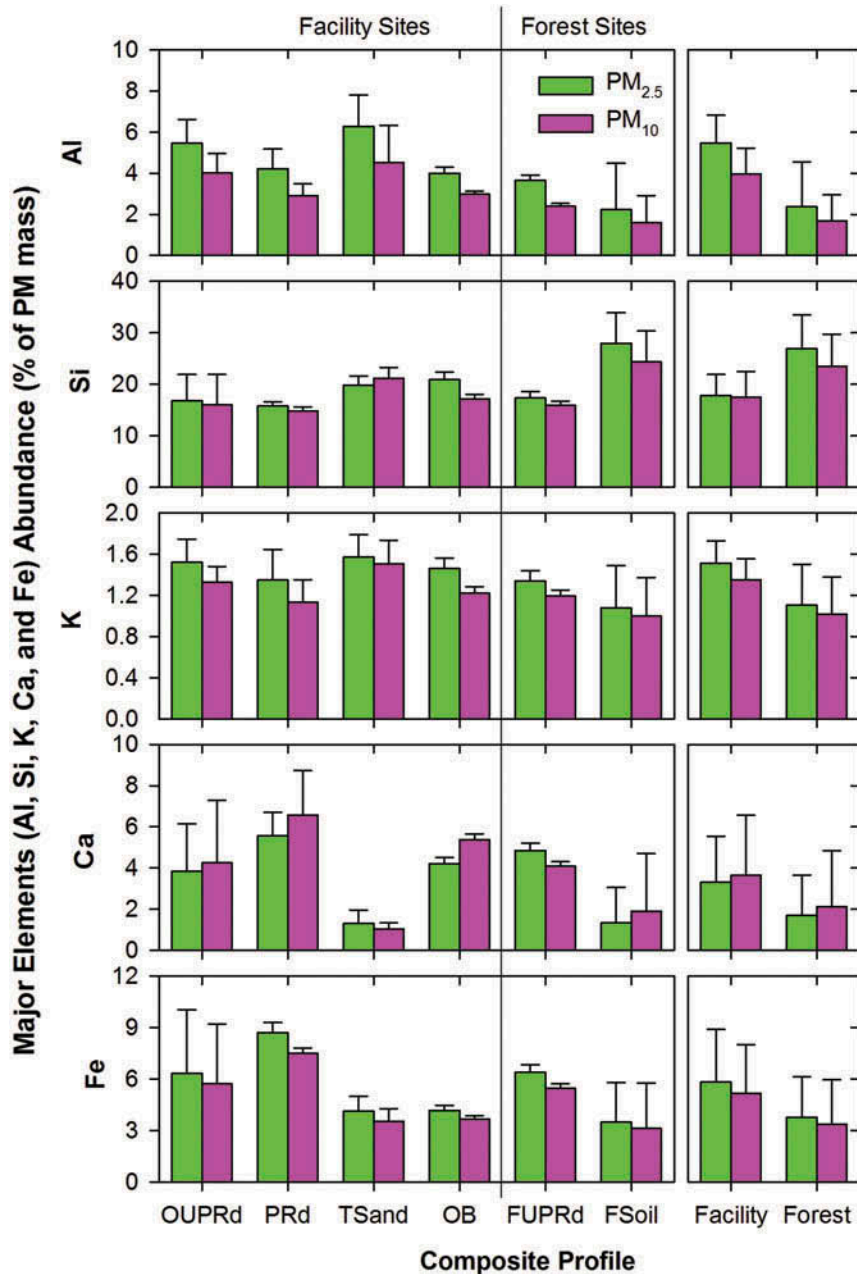 Facility Sites Forest Sites
PM2.5
PM10
Major Elements (Al, Si, K, Ca, and Fe) Abundance (% of PM mass)
Al
10
8
6
4
2
0
Si
40
30
20
10
0
K
2.0
1.6
1.2
0.8
0.4
0.0
Ca
10
8
6
4
2
0
Fe
12
9
6
3
0
OUPRd PRd TSand OB FUPRd FSoil Facility Forest
Composite Profile